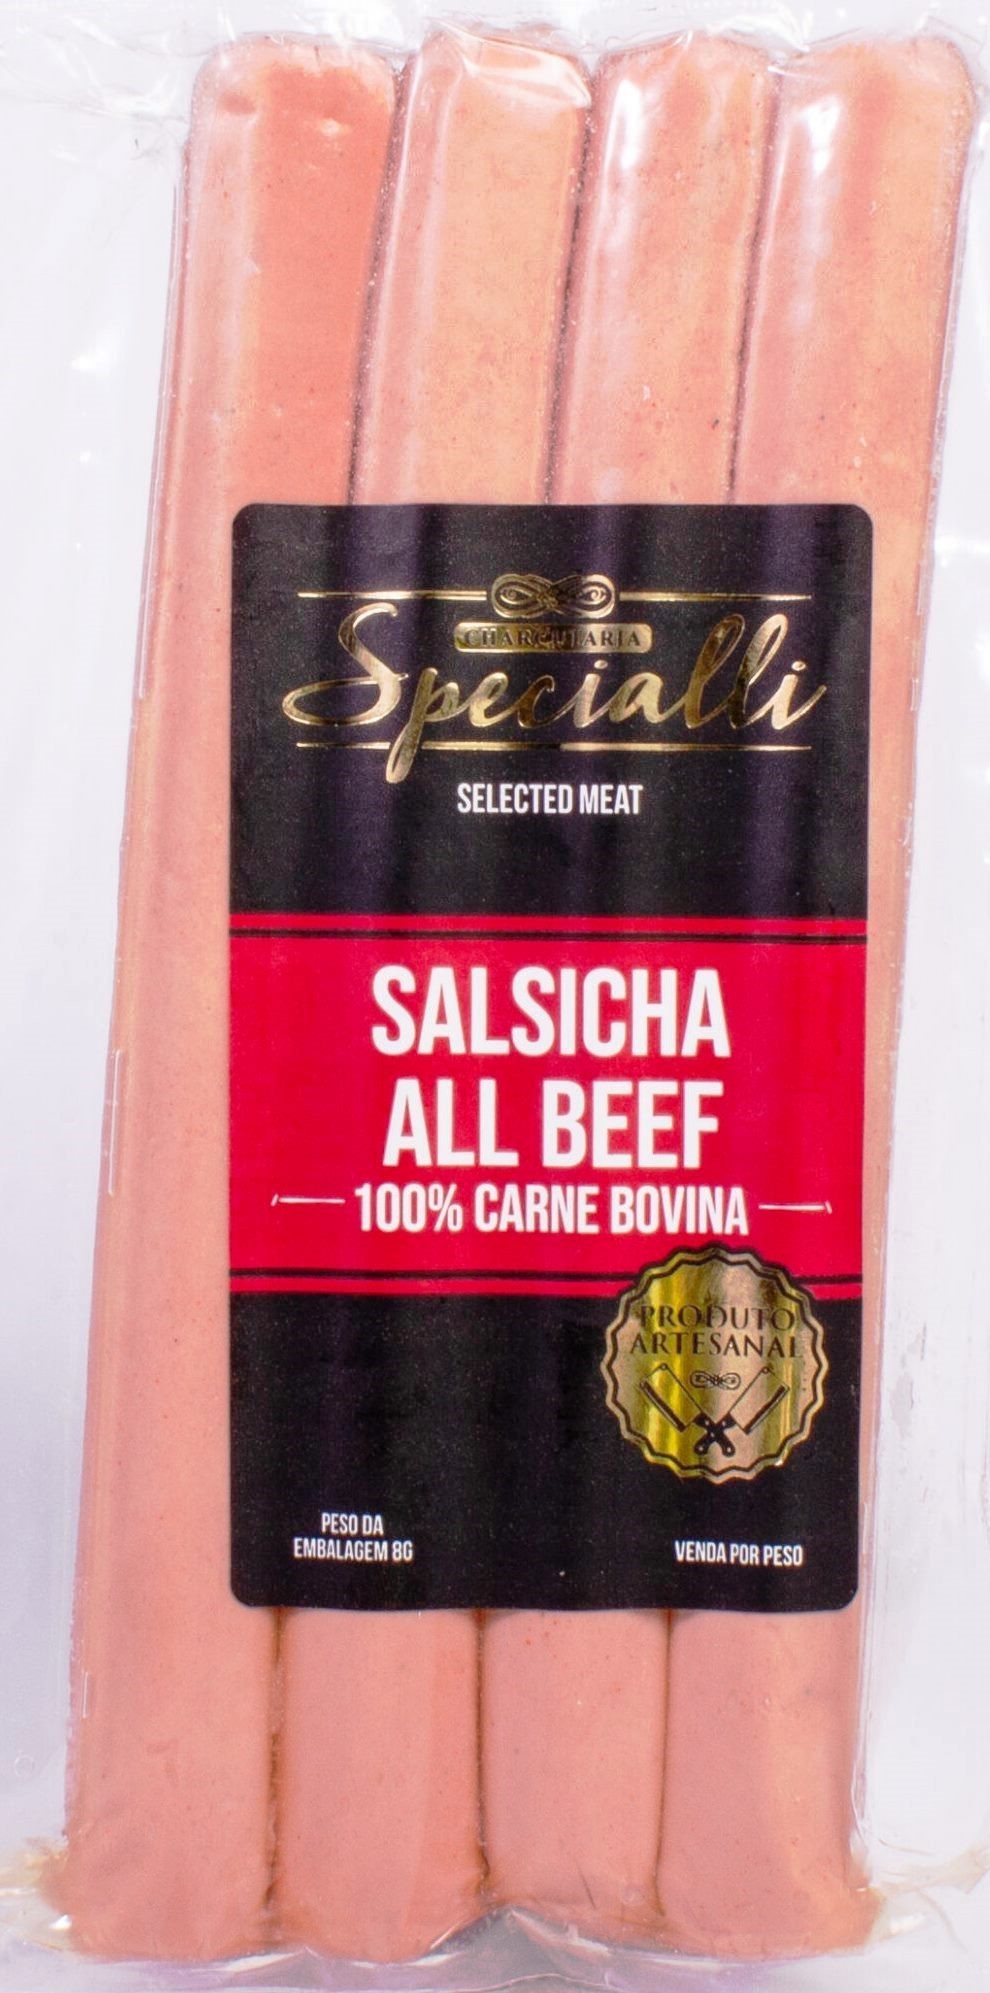 CHARCUTARIA
Specialli
SELECTED MEAT
SALSICHA
ALL BEEF
100% CARNE BOVINA
PRODUTO
ARTESANAL
PESO DA
EMBALAGEM 8G
VENDA POR PESO